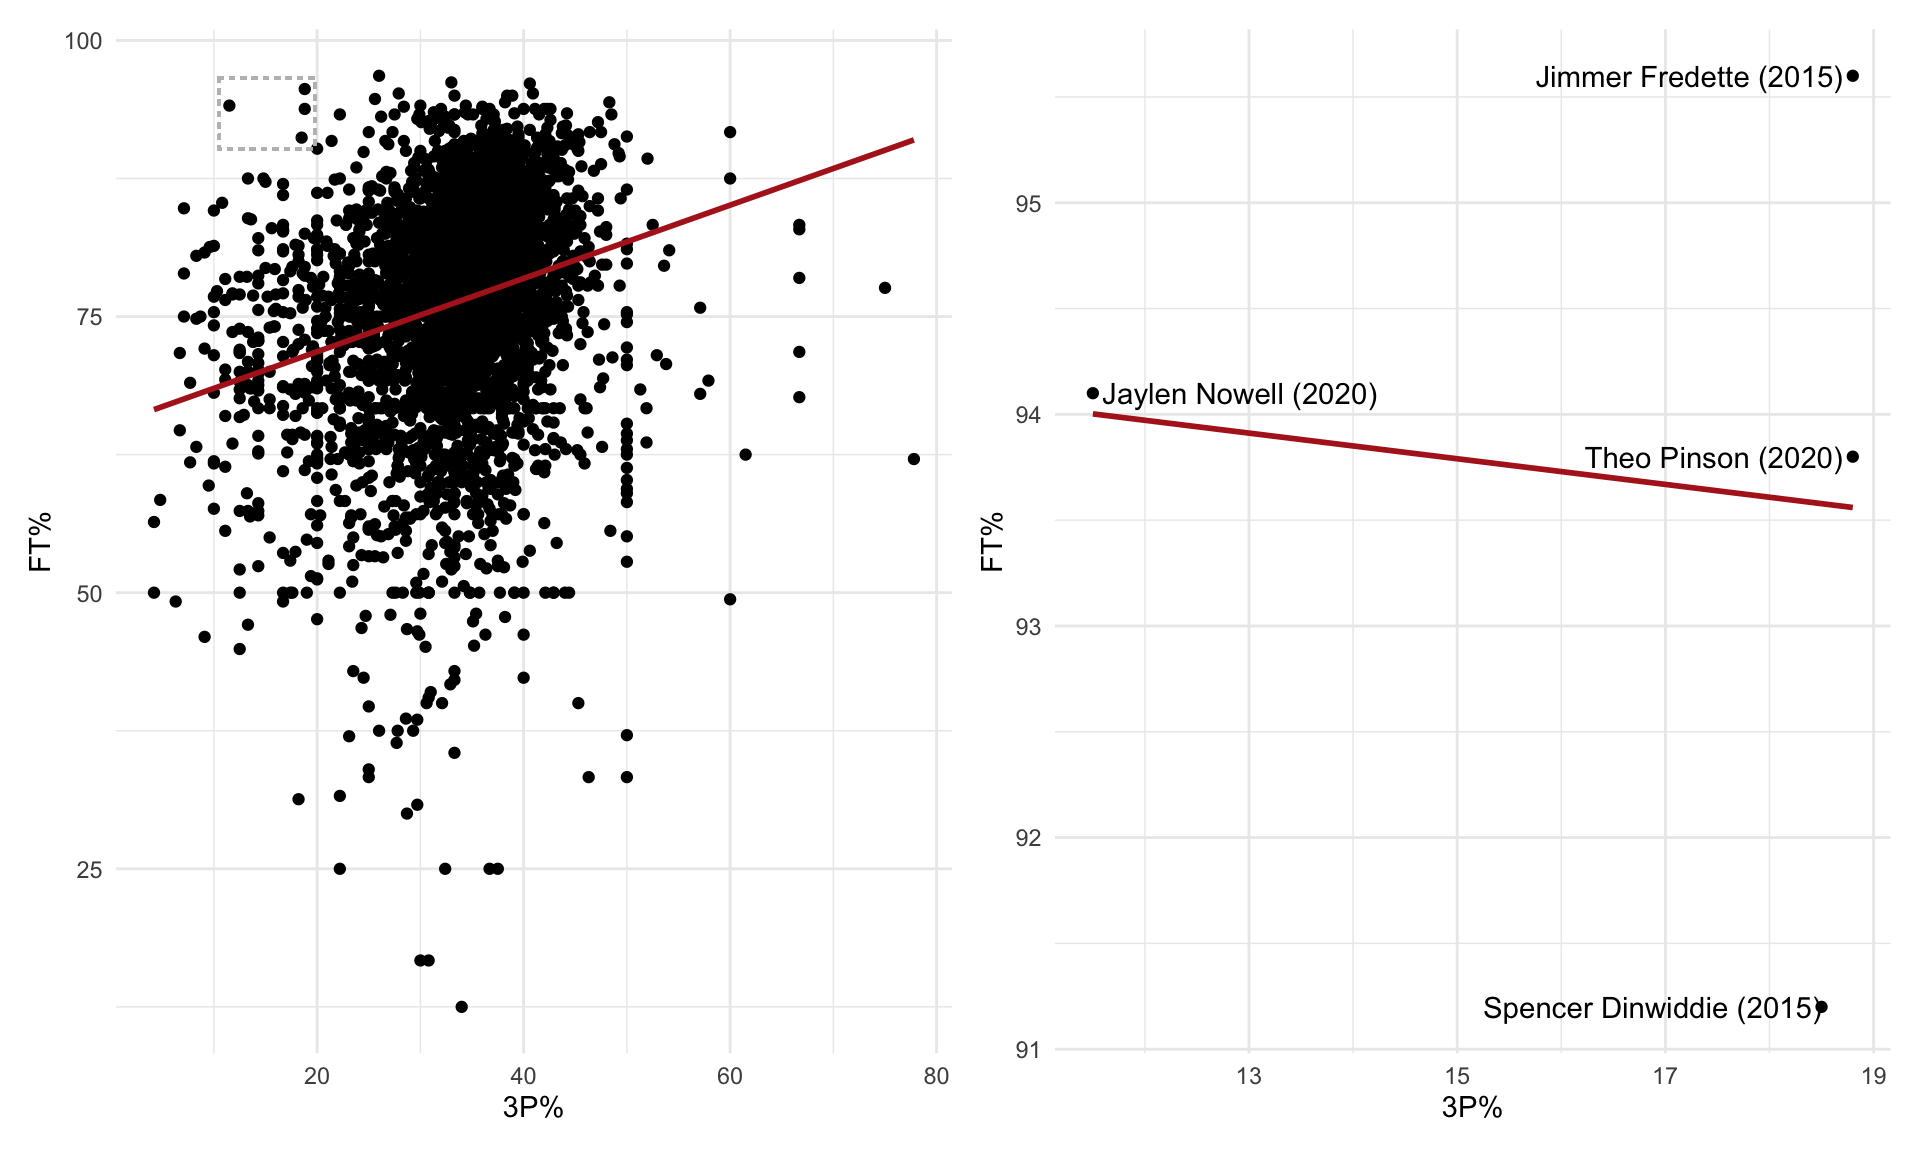 100
75
50
25
FT%
20 40 60 80
3P%
Jimmer Fredette (2015)
95
Jaylen Nowell (2020)
94
Theo Pinson (2020)
93
92
Spencer Dinwiddie (2015)
91
FT%
13 15 17 19
3P%